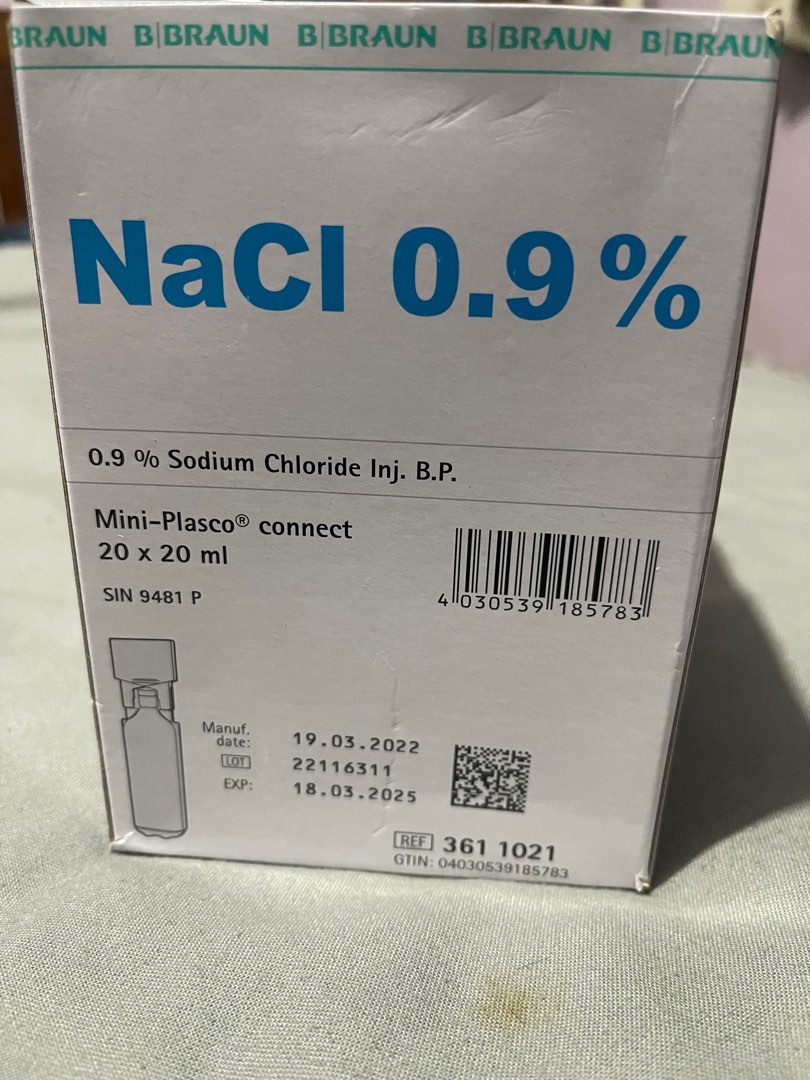 BRAUN B|BRAUN B|BRAUN B|BRAUN B|BRAUN
NaCl 0.9 %
0.9 % Sodium Chloride Inj. B.P.
Mini-Plasco® connect
20 x 20 ml
SIN 9481 P
4 030539 185783
Manuf. date: 19.03.2022
LOT 22116311
EXP: 18.03.2025
REF 361 1021
GTIN: 04030539185783